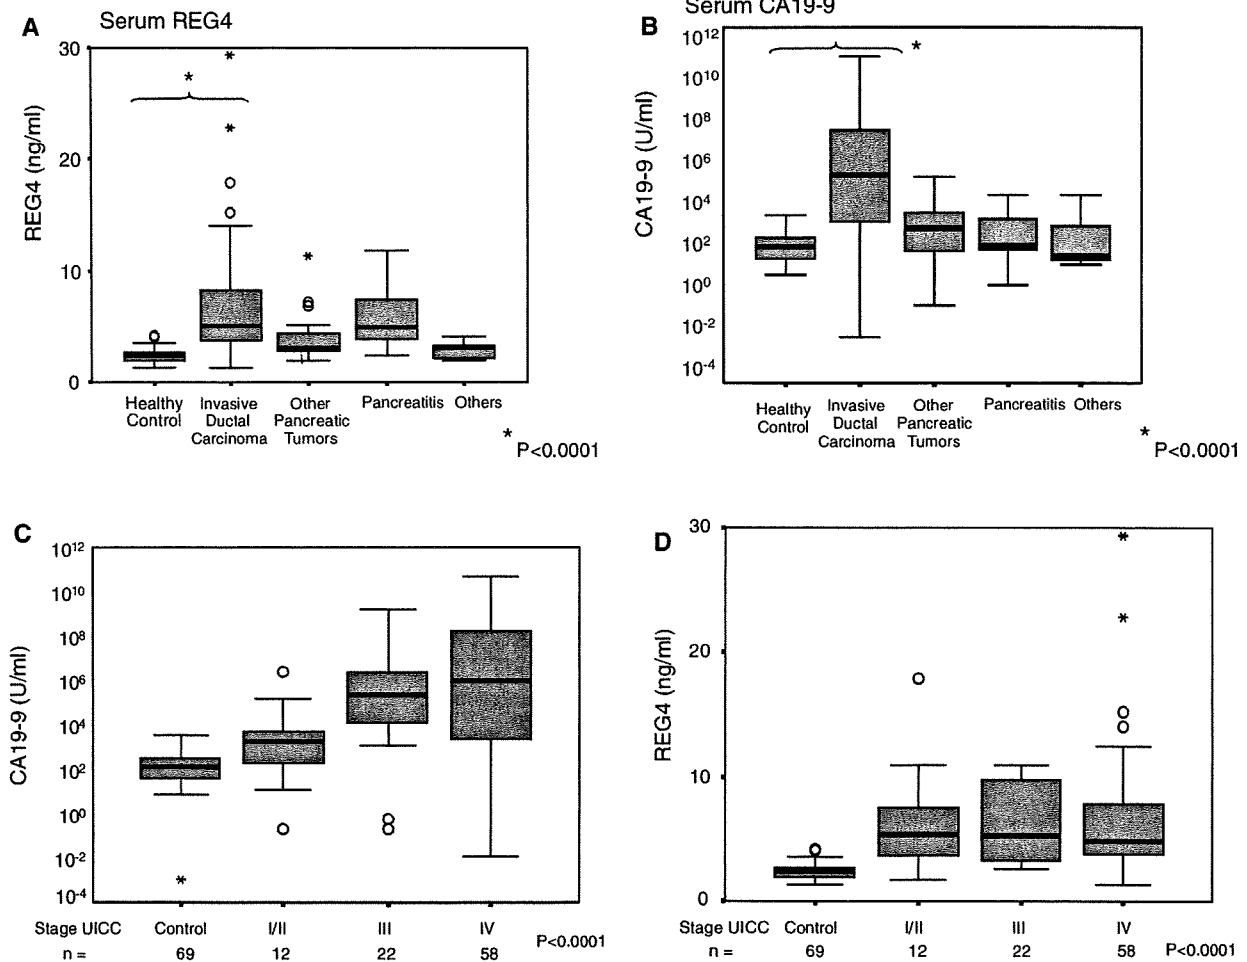 A
Serum REG4
30
20
10
0
REG4 (ng/ml)
*
*
*
*
Healthy
Control
Invasive
Ductal
Carcinoma
Other
Pancreatic
Tumors
Pancreatitis
Others
* P<0.0001
B
Serum CA19-9
10¹²
10¹⁰
10⁸
10⁶
10⁴
10²
10⁰
10⁻²
10⁻⁴
CA19-9 (U/ml)
*
Healthy
Control
Invasive
Ductal
Carcinoma
Other
Pancreatic
Tumors
Pancreatitis
Others
* P<0.0001
C
10¹²
10¹⁰
10⁸
10⁶
10⁴
10²
10⁰
10⁻²
10⁻⁴
CA19-9 (U/ml)
*
Stage UICC Control I/II III IV
n = 69 12 22 58
P<0.0001
D
30
20
10
0
REG4 (ng/ml)
*
*
Stage UICC Control I/II III IV
n = 69 12 22 58
P<0.0001